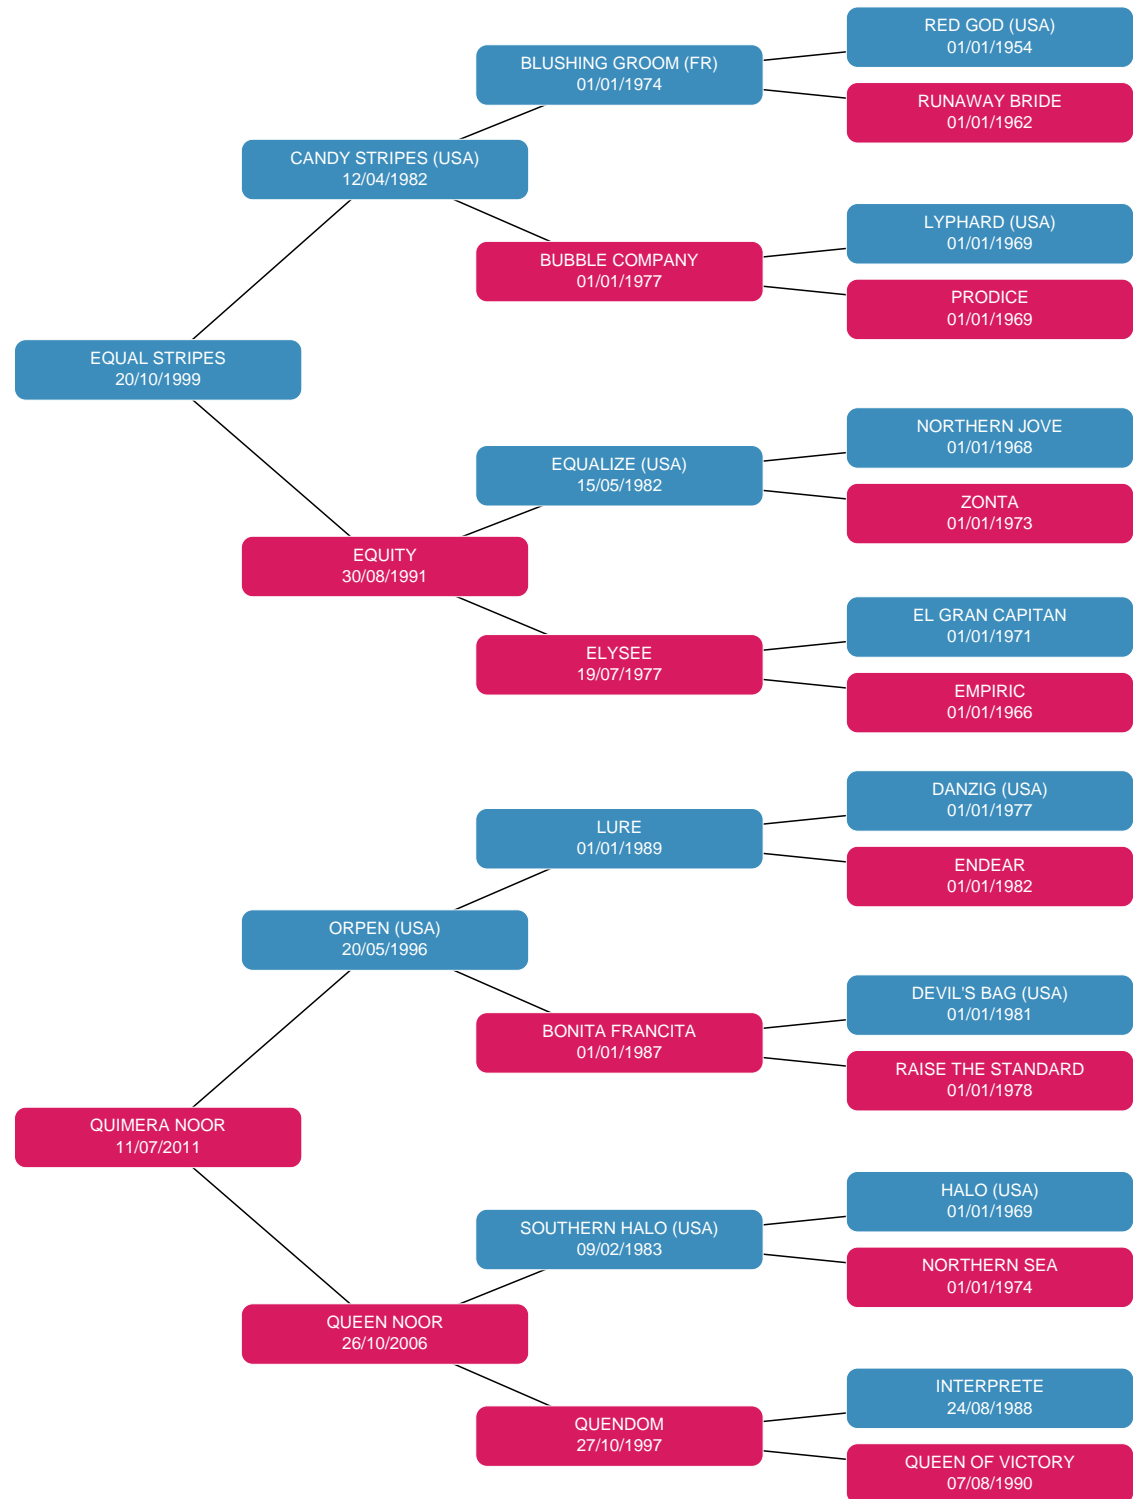 RED GOD (USA)
01/01/1954
BLUSHING GROOM (FR)
01/01/1974
RUNAWAY BRIDE
01/01/1962
CANDY STRIPES (USA)
12/04/1982
LYPHARD (USA)
01/01/1969
BUBBLE COMPANY
01/01/1977
PRODICE
01/01/1969
EQUAL STRIPES
20/10/1999
NORTHERN JOVE
01/01/1968
EQUALIZE (USA)
15/05/1982
ZONTA
01/01/1973
EQUITY
30/08/1991
EL GRAN CAPITAN
01/01/1971
ELYSEE
19/07/1977
EMPIRIC
01/01/1966
DANZIG (USA)
01/01/1977
LURE
01/01/1989
ENDEAR
01/01/1982
ORPEN (USA)
20/05/1996
DEVIL'S BAG (USA)
01/01/1981
BONITA FRANCITA
01/01/1987
RAISE THE STANDARD
01/01/1978
QUIMERA NOOR
11/07/2011
HALO (USA)
01/01/1969
SOUTHERN HALO (USA)
09/02/1983
NORTHERN SEA
01/01/1974
QUEEN NOOR
26/10/2006
INTERPRETE
24/08/1988
QUENDOM
27/10/1997
QUEEN OF VICTORY
07/08/1990